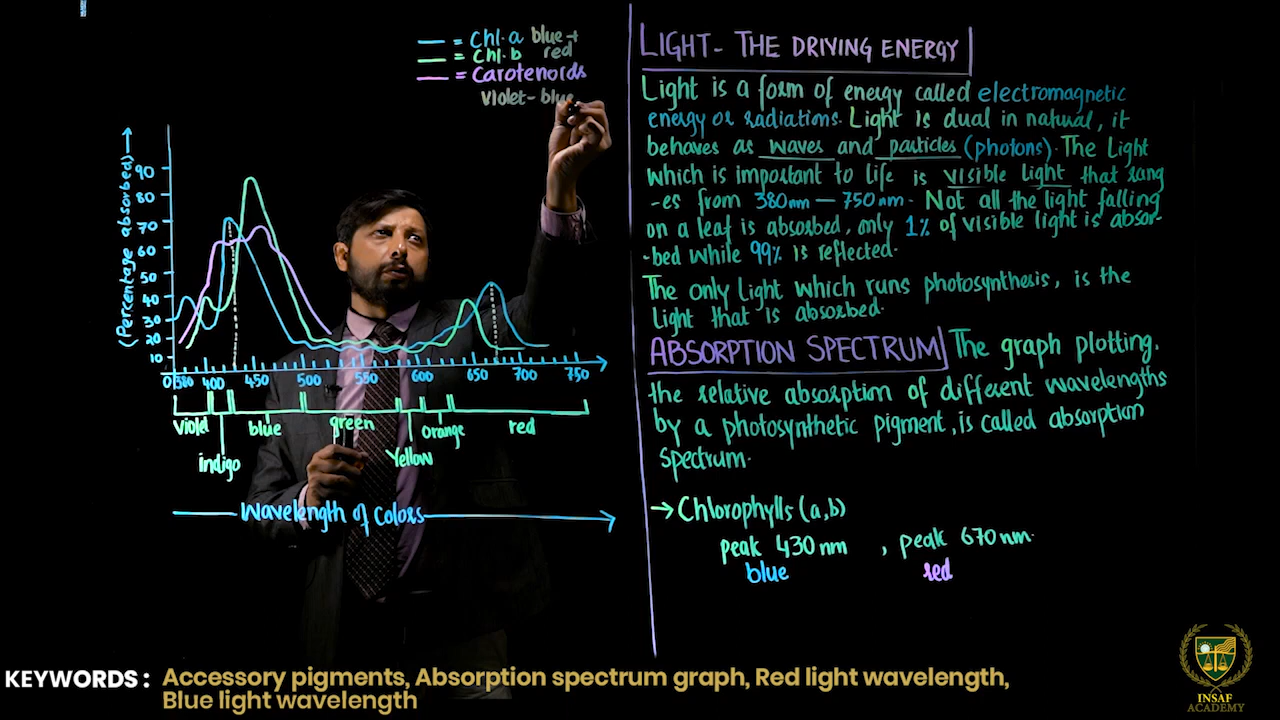 = Chl.a blue +
= Chl.b red
= Carotenoids
Violet - blue
(Percentage absorbed)
90
80
70
60
50
40
30
20
10
0 380 400 450 500 550 600 650 700 750
Violet blue green orange red
indigo Yellow
Wavelength of Colors
LIGHT - THE DRIVING ENERGY
Light is a form of energy called electromagnetic
energy or radiations. Light is dual in natural, it
behaves as waves and particles (photons). The Light
which is important to life is visible light that rang
-es from 380nm — 750nm. Not all the light falling
on a leaf is absorbed, only 1% of visible light is absor-
-bed while 99% is reflected.
The only Light which runs photosynthesis, is the
Light that is absorbed.
ABSORPTION SPECTRUM The graph plotting,
the relative absorption of different wavelengths
by a photosynthetic pigment, is called absorption
spectrum.
→ Chlorophylls (a,b)
peak 430 nm , peak 670 nm.
blue red
KEYWORDS : Accessory pigments, Absorption spectrum graph, Red light wavelength,
Blue light wavelength
INSAF
ACADEMY